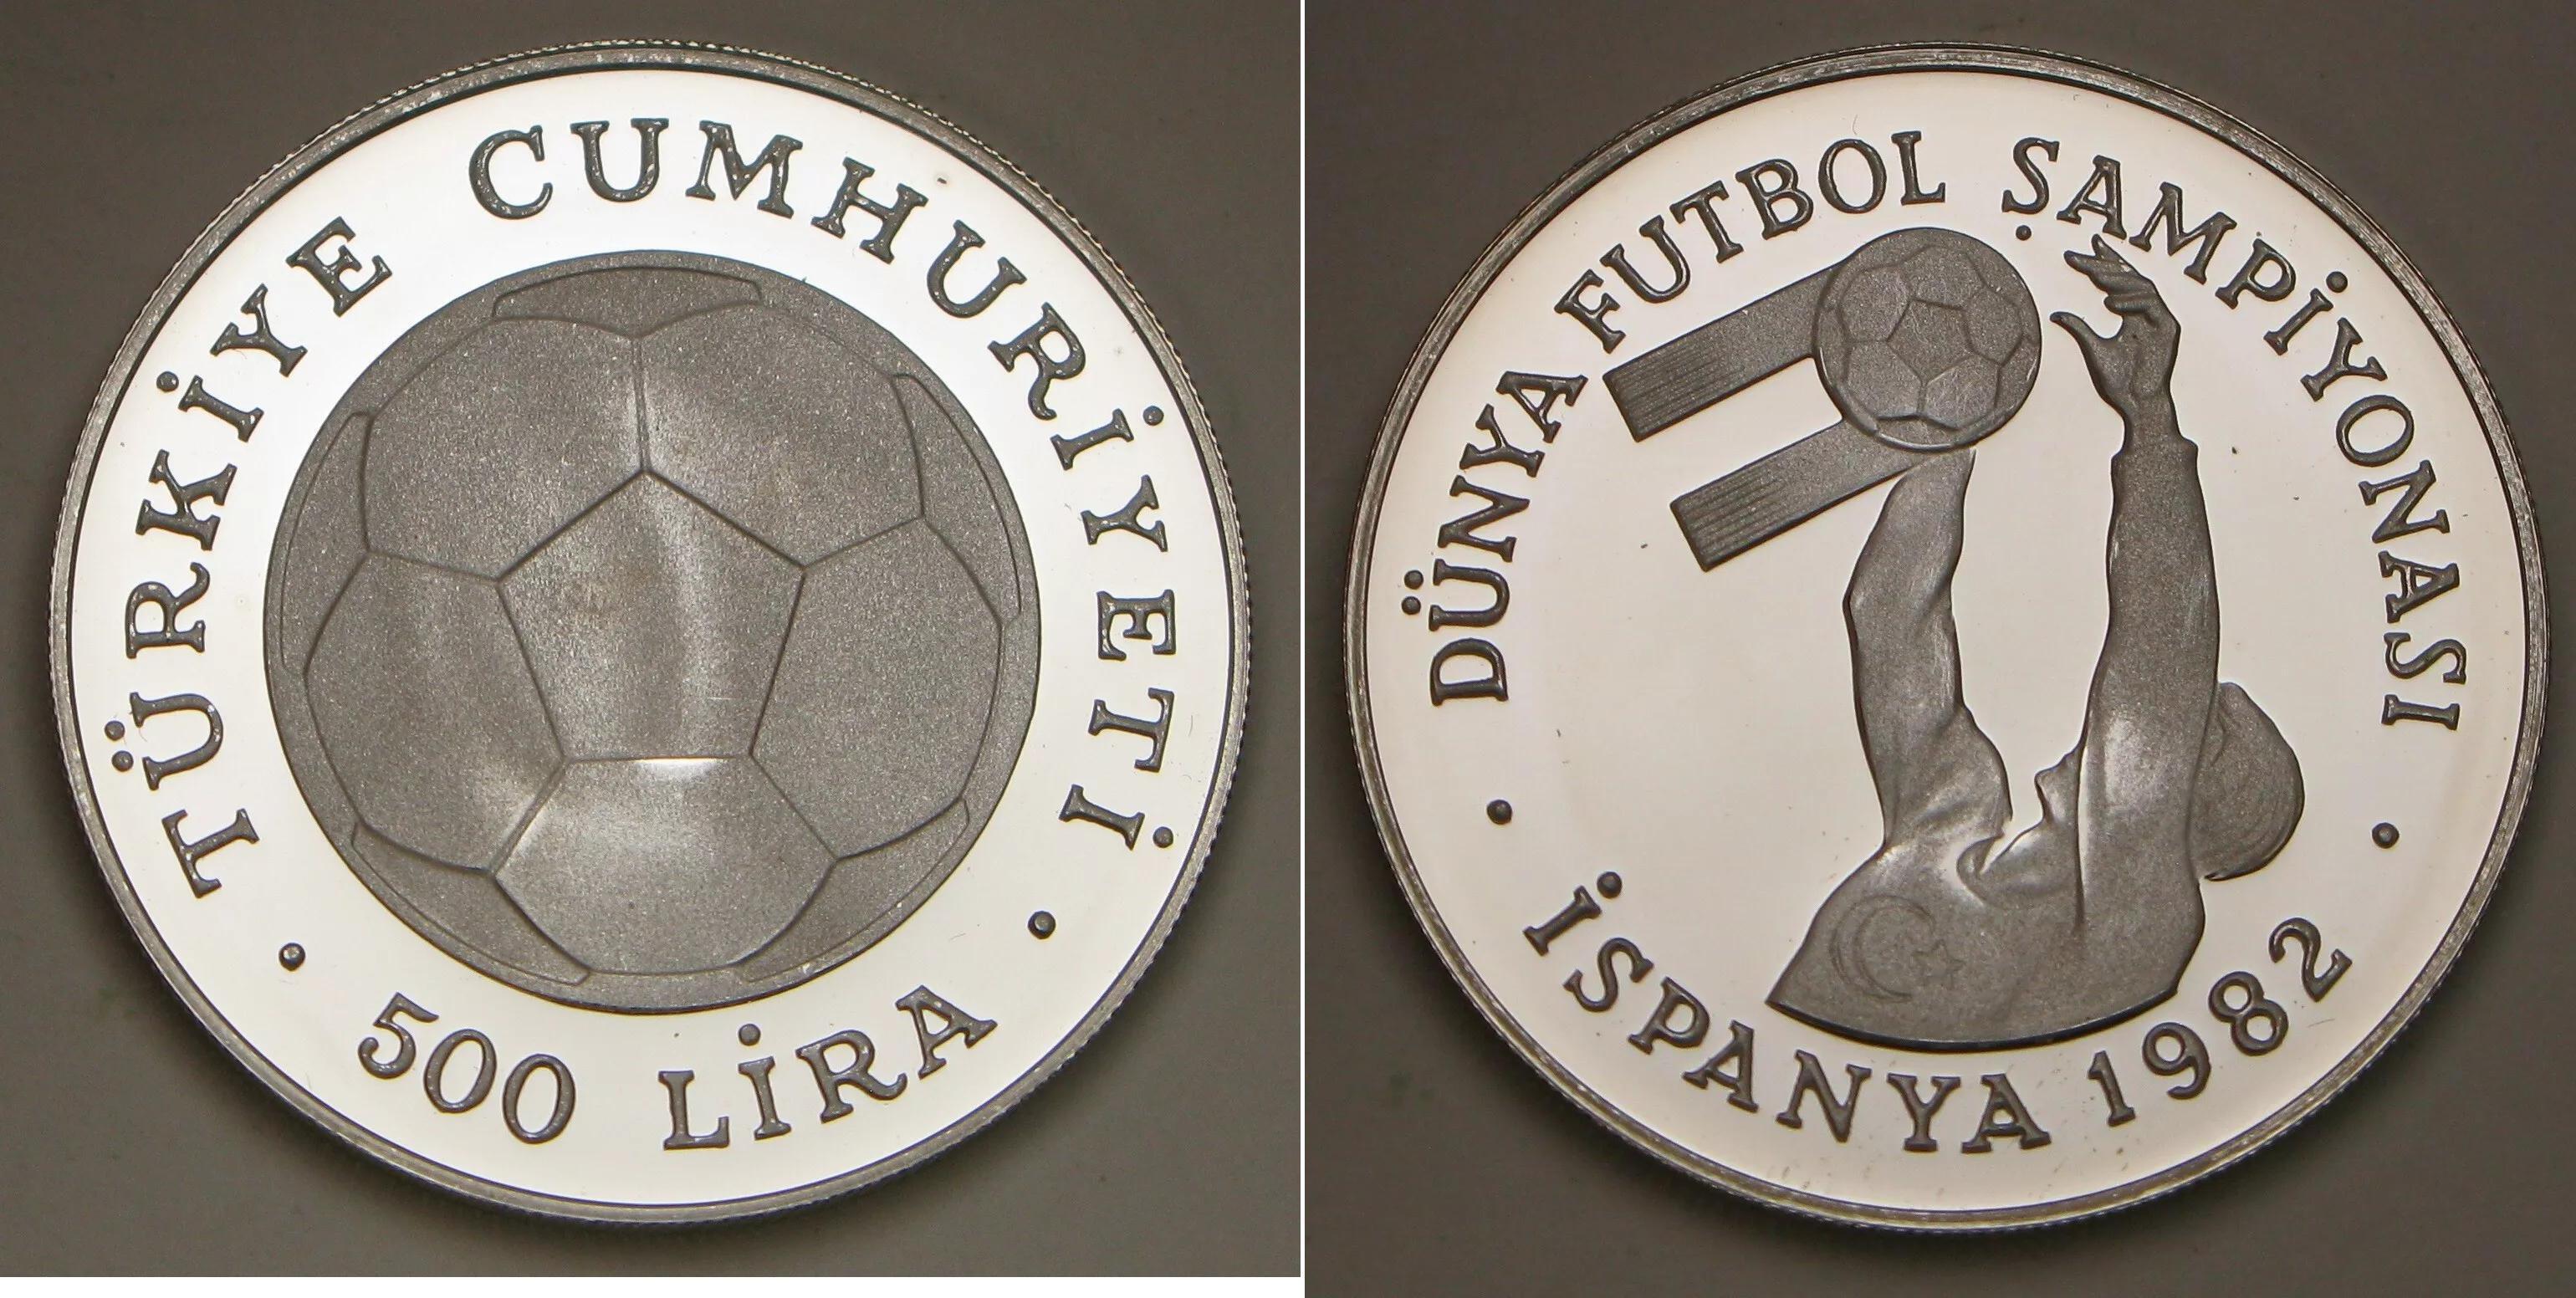 TÜRKİYE CUMHURİYETİ
• 500 LİRA •
DÜNYA FUTBOL ŞAMPİYONASI
• İSPANYA 1982 •